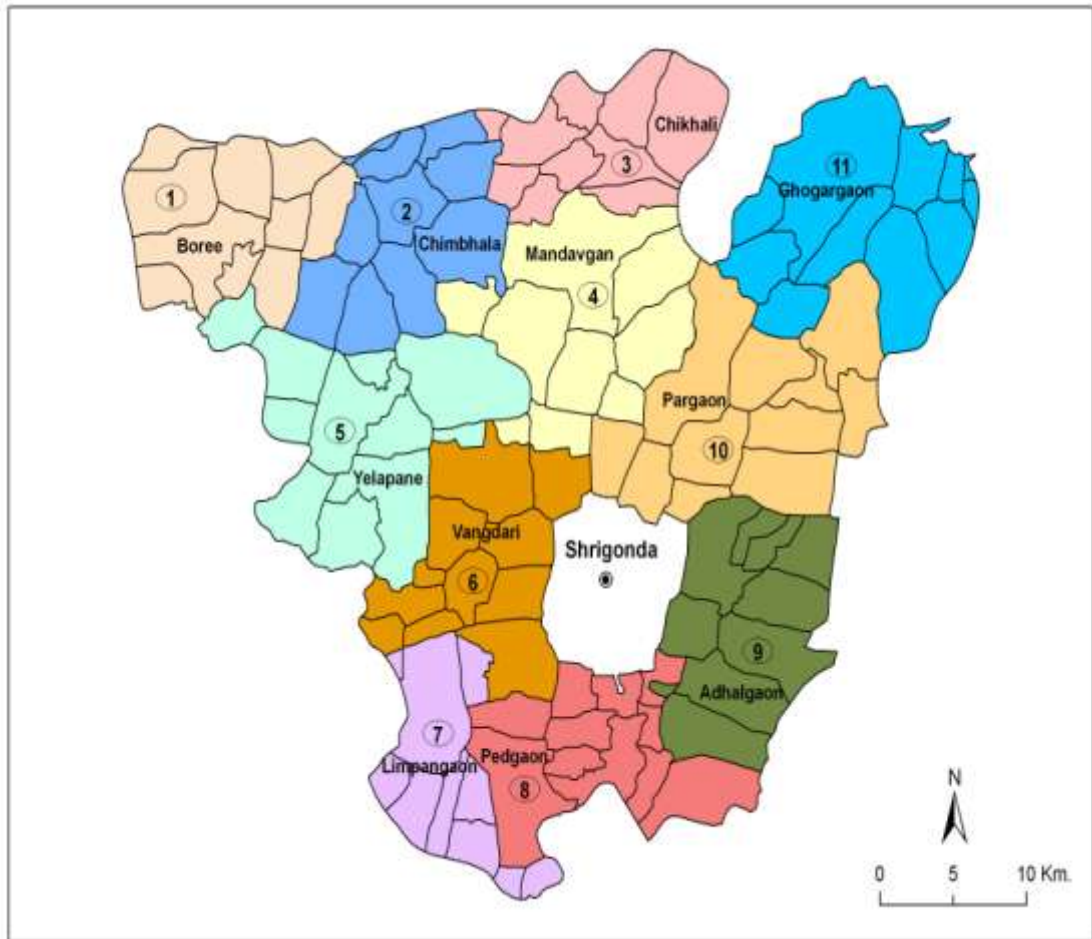 Chikhali
3
11
Ghogargaon
1
Boree
2
Chimbhala
Mandavgan
4
Pargaon
10
5
Yelapane
Vangdari
6
Shrigonda
9
Adhalgaon
7
Limpangaon
Pedgaon
8
N
0 5 10 Km.